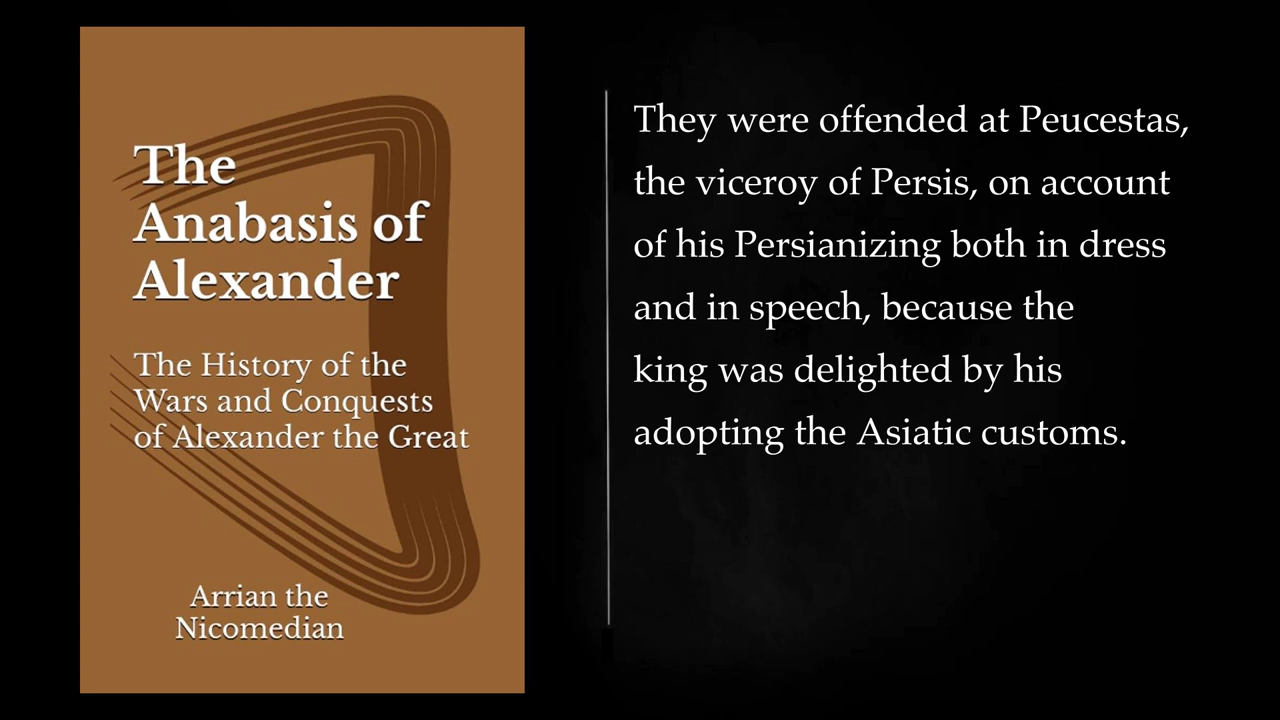 The
Anabasis of
Alexander
The History of the
Wars and Conquests
of Alexander the Great
Arrian the
Nicomedian
They were offended at Peucestas,
the viceroy of Persis, on account
of his Persianizing both in dress
and in speech, because the
king was delighted by his
adopting the Asiatic customs.